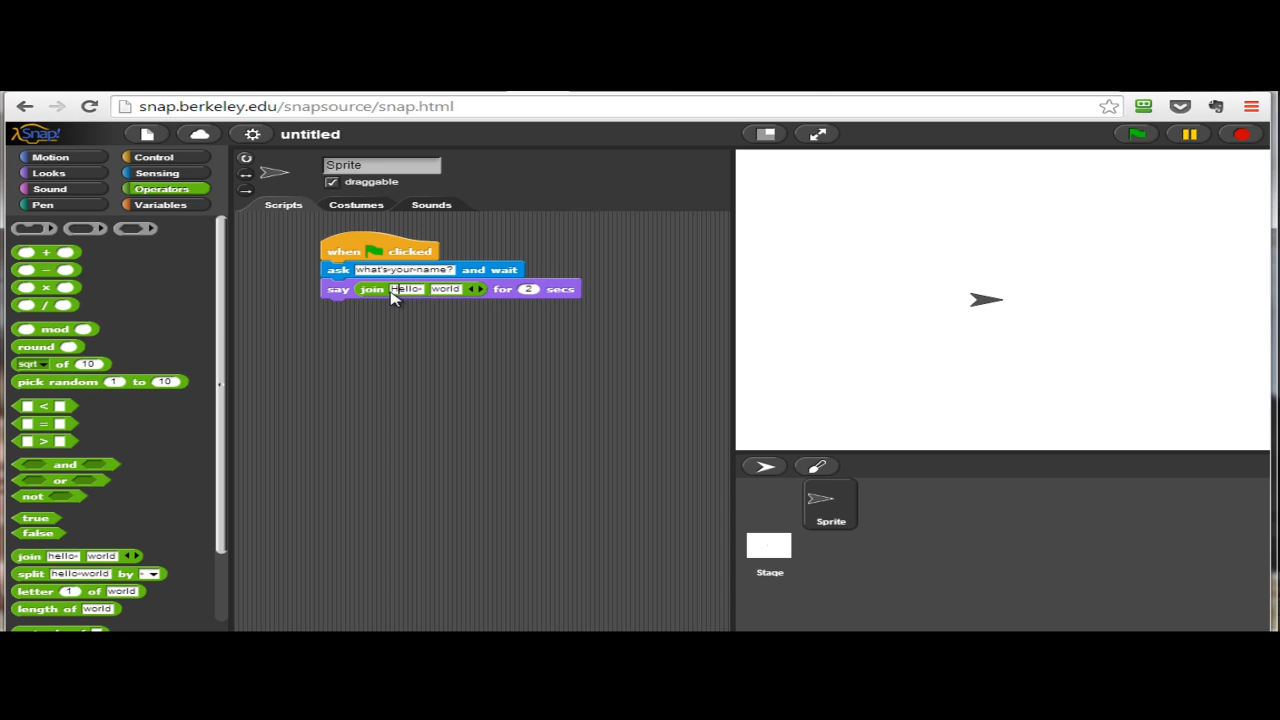 snap.berkeley.edu/snapsource/snap.html
Snap!
untitled
Motion
Control
Looks
Sensing
Sound
Operators
Pen
Variables
+
−
×
/
mod
round
sqrt of 10
pick random 1 to 10
<
=
>
and
or
not
true
false
join hello- world
split hello-world by -
letter 1 of world
length of world
Sprite
draggable
Scripts Costumes Sounds
when clicked
ask what's-your-name? and wait
say join Hello- world for 2 secs
Sprite
Stage